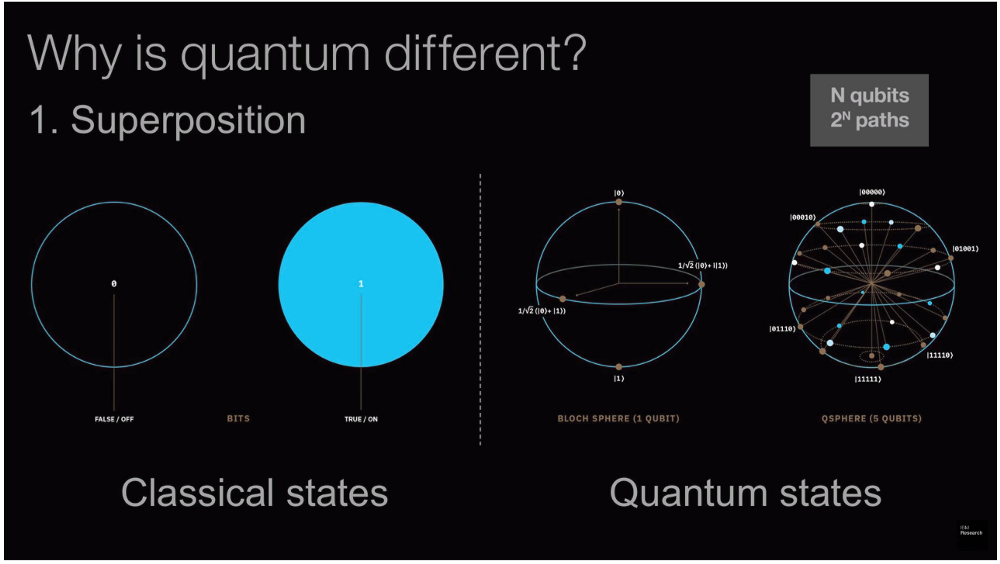 Why is quantum different?
1. Superposition
N qubits
2ᴺ paths
0
1
FALSE / OFF
BITS
TRUE / ON
|0⟩
1/√2 (|0⟩+ i|1⟩)
1/√2 (|0⟩+ |1⟩)
|1⟩
BLOCH SPHERE (1 QUBIT)
|00000⟩
|00010⟩
|01001⟩
|01110⟩
|11110⟩
|11111⟩
QSPHERE (5 QUBITS)
Classical states
Quantum states
Research